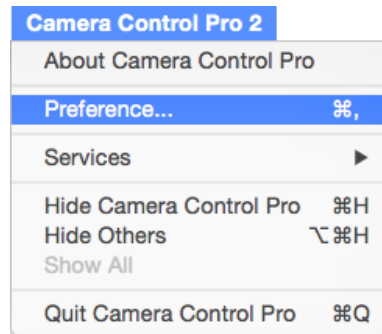 Camera Control Pro 2
About Camera Control Pro
Preference... ⌘,
Services ▶
Hide Camera Control Pro ⌘H
Hide Others ⌥⌘H
Show All
Quit Camera Control Pro ⌘Q